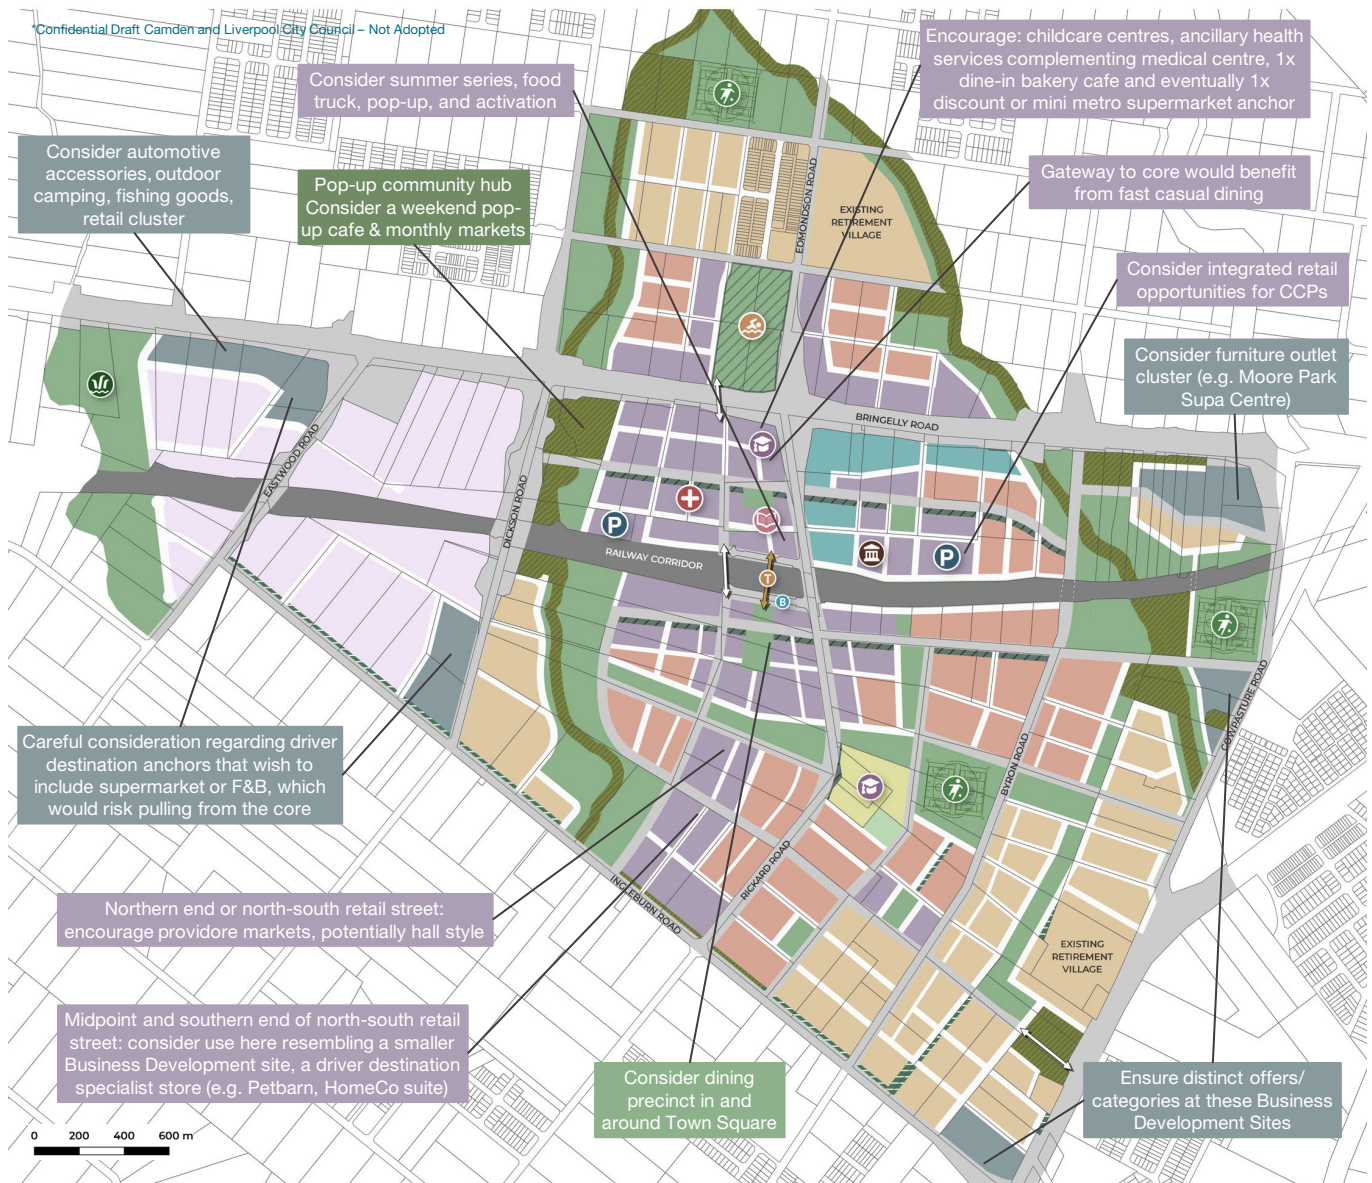 *Confidential Draft Camden and Liverpool City Council – Not Adopted
Consider summer series, food
truck, pop-up, and activation
Encourage: childcare centres, ancillary health
services complementing medical centre, 1x
dine-in bakery cafe and eventually 1x
discount or mini metro supermarket anchor
Consider automotive
accessories, outdoor
camping, fishing goods,
retail cluster
Pop-up community hub
Consider a weekend pop-
up cafe & monthly markets
Gateway to core would benefit
from fast casual dining
EDMONDSON ROAD
EXISTING
RETIREMENT
VILLAGE
Consider integrated retail
opportunities for CCPs
Consider furniture outlet
cluster (e.g. Moore Park
Supa Centre)
BRINGELLY ROAD
EASTWOOD ROAD
DICKSON ROAD
P
RAILWAY CORRIDOR
P
T
B
COWPASTURE ROAD
Careful consideration regarding driver
destination anchors that wish to
include supermarket or F&B, which
would risk pulling from the core
BYRON ROAD
RICKARD ROAD
INGLEBURN ROAD
Northern end or north-south retail street:
encourage providore markets, potentially hall style
EXISTING
RETIREMENT
VILLAGE
Midpoint and southern end of north-south retail
street: consider use here resembling a smaller
Business Development site, a driver destination
specialist store (e.g. Petbarn, HomeCo suite)
Consider dining
precinct in and
around Town Square
Ensure distinct offers/
categories at these Business
Development Sites
0 200 400 600 m